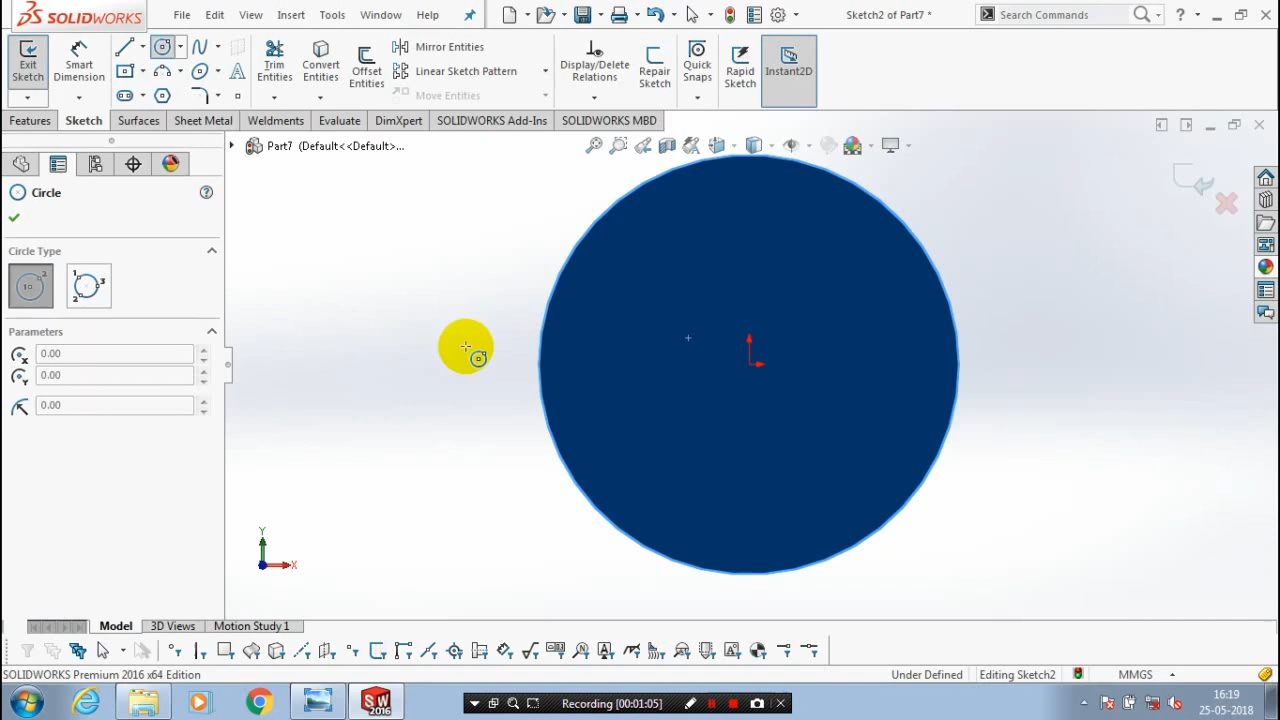 SOLIDWORKS
File Edit View Insert Tools Window Help
Sketch2 of Part7 *
Search Commands
Exit Sketch
Smart Dimension
Trim Entities
Convert Entities
Offset Entities
Mirror Entities
Linear Sketch Pattern
Move Entities
Display/Delete Relations
Repair Sketch
Quick Snaps
Rapid Sketch
Instant2D
Features Sketch Surfaces Sheet Metal Weldments Evaluate DimXpert SOLIDWORKS Add-Ins SOLIDWORKS MBD
Part7 (Default<<Default>...
Circle
Circle Type
Parameters
0.00
0.00
0.00
Y
X
Model 3D Views Motion Study 1
SOLIDWORKS Premium 2016 x64 Edition
Under Defined Editing Sketch2 MMGS
Recording [00:01:05]
16:19
25-05-2018